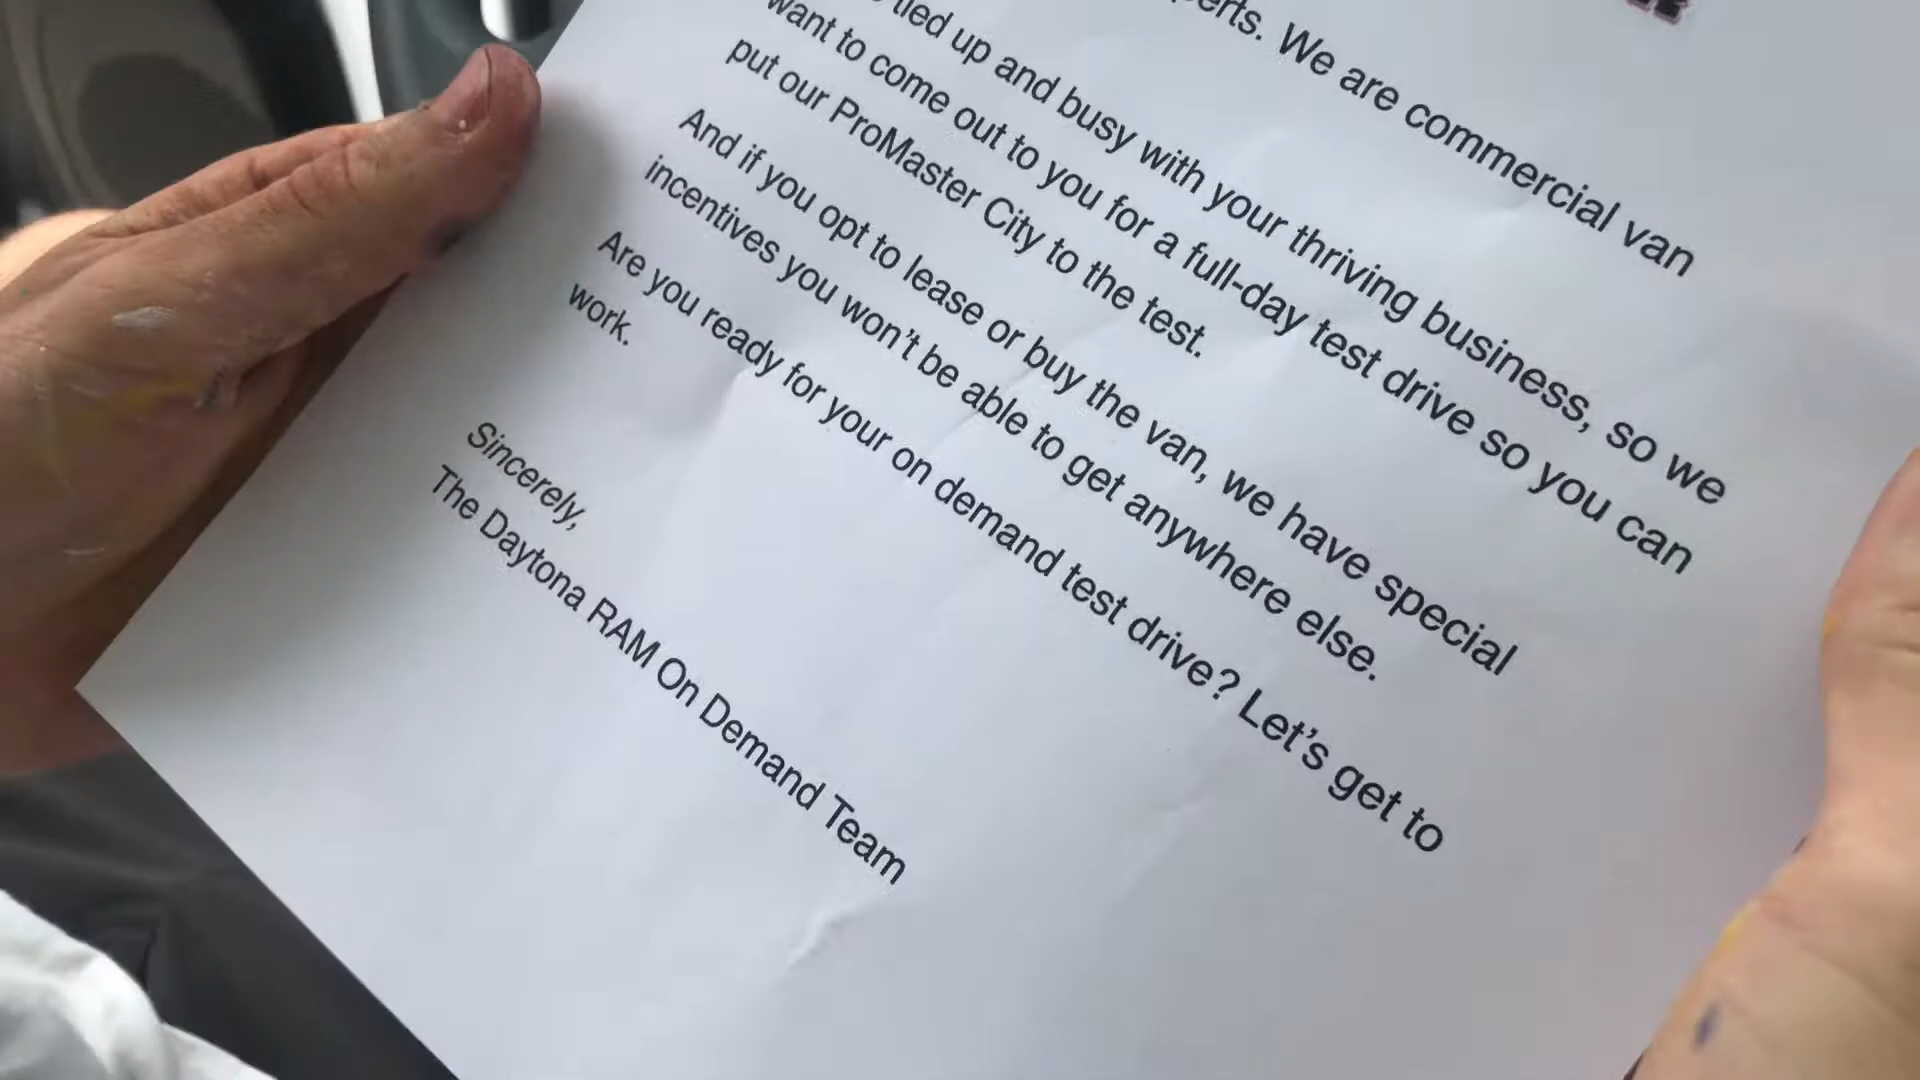 We are commercial van
tied up and busy with your thriving business, so we
want to come out to you for a full-day test drive so you can
put our ProMaster City to the test.
And if you opt to lease or buy the van, we have special
incentives you won't be able to get anywhere else.
Are you ready for your on demand test drive? Let's get to
work.
Sincerely,
The Daytona RAM On Demand Team